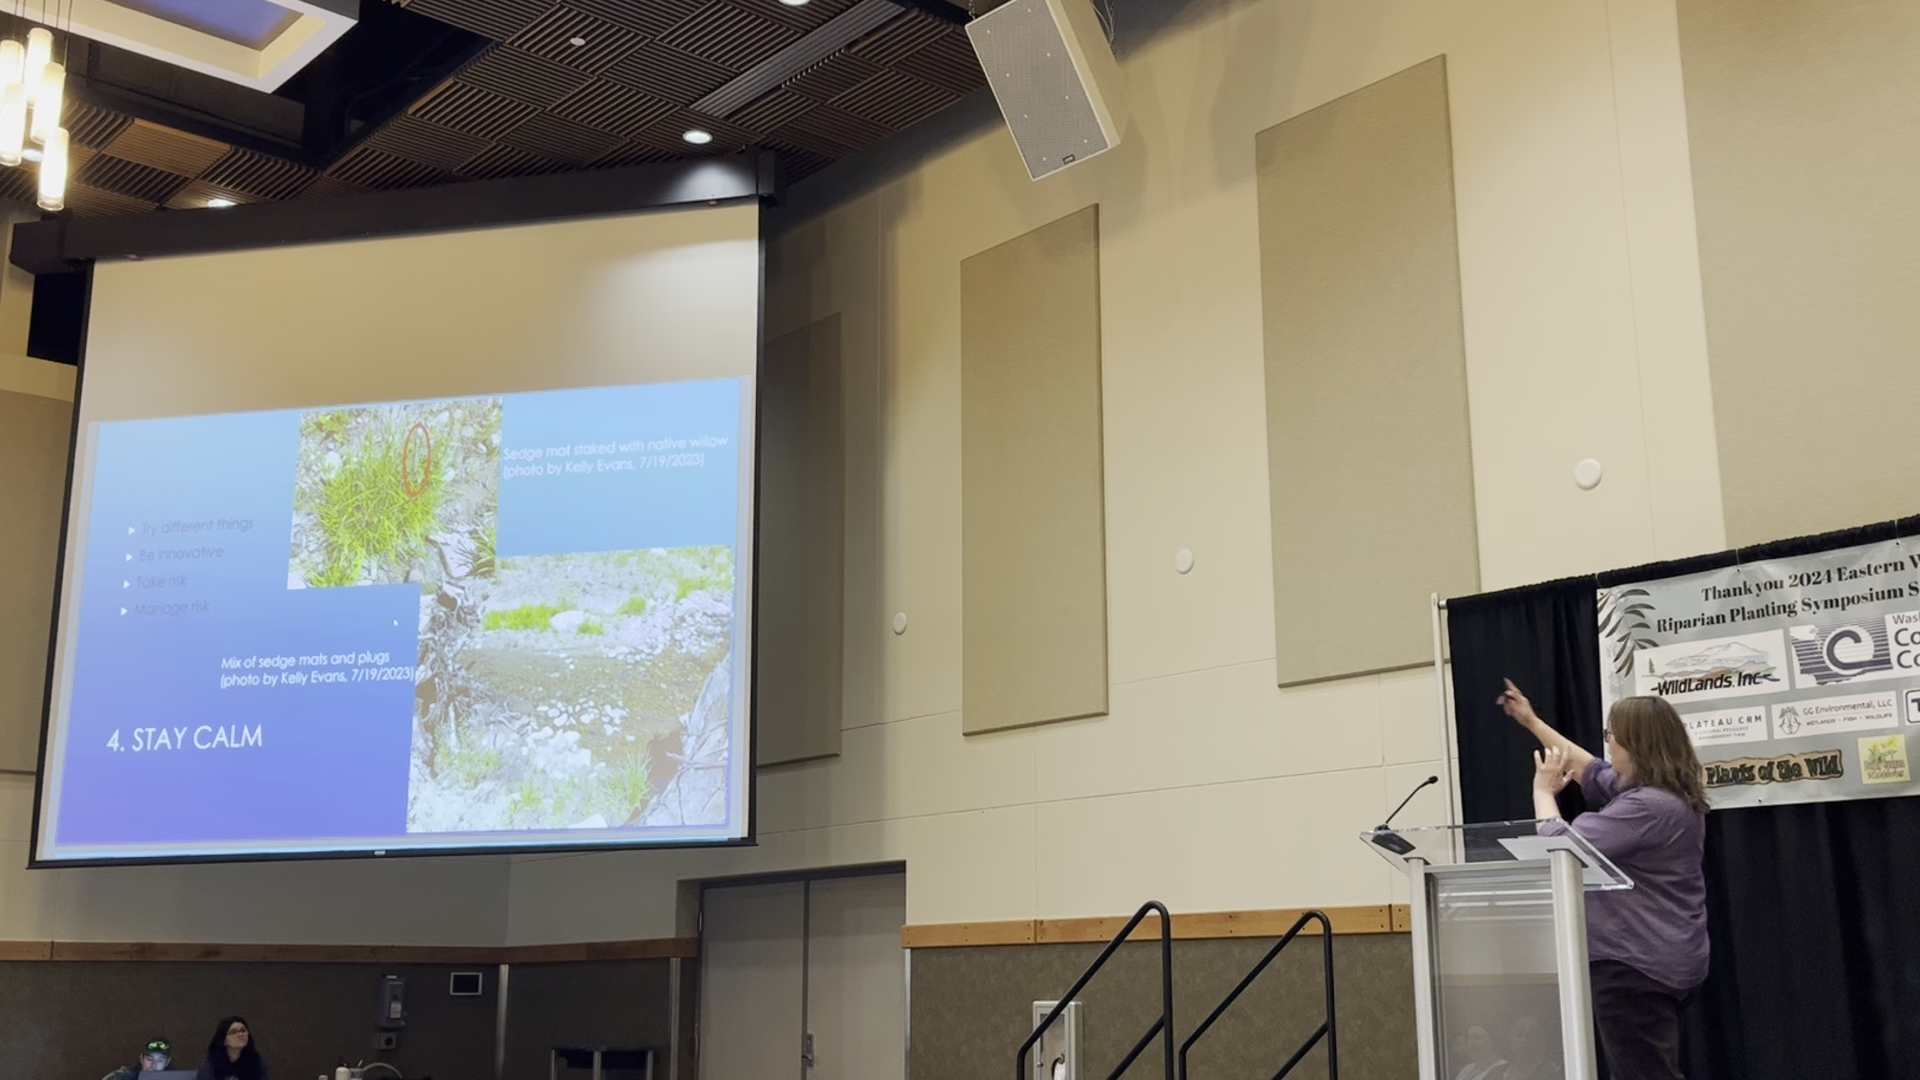 Sedge mat staked with native willow
(photo by Kelly Evans, 7/19/2023)
Try different things
Be innovative
Take risk
Manage risk
Mix of sedge mats and plugs
(photo by Kelly Evans, 7/19/2023)
4. STAY CALM
Thank you 2024 Eastern W
Riparian Planting Symposium S
WILDLANDS, INC
Was
Co
Co
PLATEAU CRM
GG Environmental, LLC
WETLANDS • FISH • WILDLIFE
T
Plants of the Wild